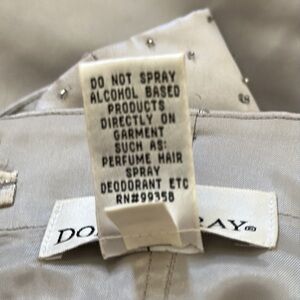 DO NOT SPRAY
ALCOHOL BASED
PRODUCTS
DIRECTLY ON
GARMENT
SUCH AS:
PERFUME HAIR
SPRAY
DEODORANT ETC
RN#99358